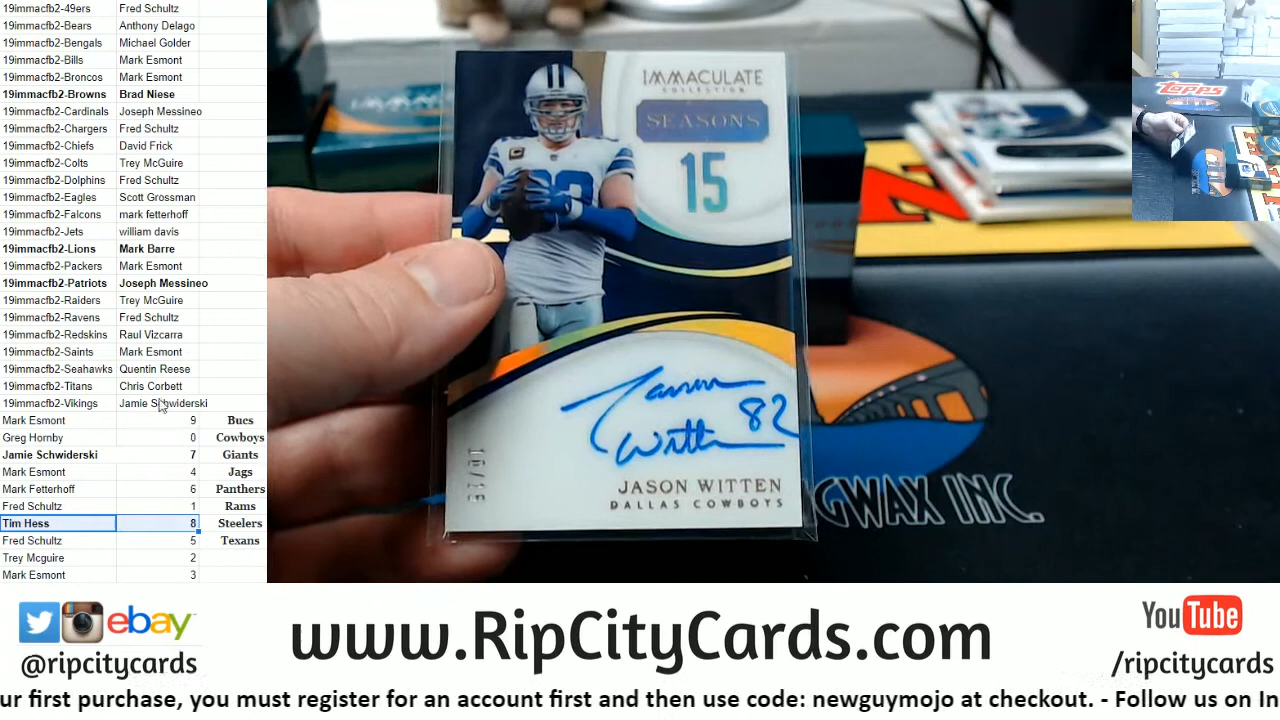 19immacfb2-49ers Fred Schultz
19immacfb2-Bears Anthony Delago
19immacfb2-Bengals Michael Golder
19immacfb2-Bills Mark Esmont
19immacfb2-Broncos Mark Esmont
19immacfb2-Browns Brad Niese
19immacfb2-Cardinals Joseph Messineo
19immacfb2-Chargers Fred Schultz
19immacfb2-Chiefs David Frick
19immacfb2-Colts Trey McGuire
19immacfb2-Dolphins Fred Schultz
19immacfb2-Eagles Scott Grossman
19immacfb2-Falcons mark fetterhoff
19immacfb2-Jets william davis
19immacfb2-Lions Mark Barre
19immacfb2-Packers Mark Esmont
19immacfb2-Patriots Joseph Messineo
19immacfb2-Raiders Trey McGuire
19immacfb2-Ravens Fred Schultz
19immacfb2-Redskins Raul Vizcarra
19immacfb2-Saints Mark Esmont
19immacfb2-Seahawks Quentin Reese
19immacfb2-Titans Chris Corbett
19immacfb2-Vikings Jamie Schwiderski
Mark Esmont 9 Bucs
Greg Hornby 0 Cowboys
Jamie Schwiderski 7 Giants
Mark Esmont 4 Jags
Mark Fetterhoff 6 Panthers
Fred Schultz 1 Rams
Tim Hess 8 Steelers
Fred Schultz 5 Texans
Trey Mcguire 2
Mark Esmont 3
IMMACULATE
COLLECTION
SEASONS
15
Jason
Witten 82
JASON WITTEN
DALLAS COWBOYS
GWAX INC.
Topps
ebay
@ripcitycards
www.RipCityCards.com
YouTube
/ripcitycards
ur first purchase, you must register for an account first and then use code: newguymojo at checkout. - Follow us on In